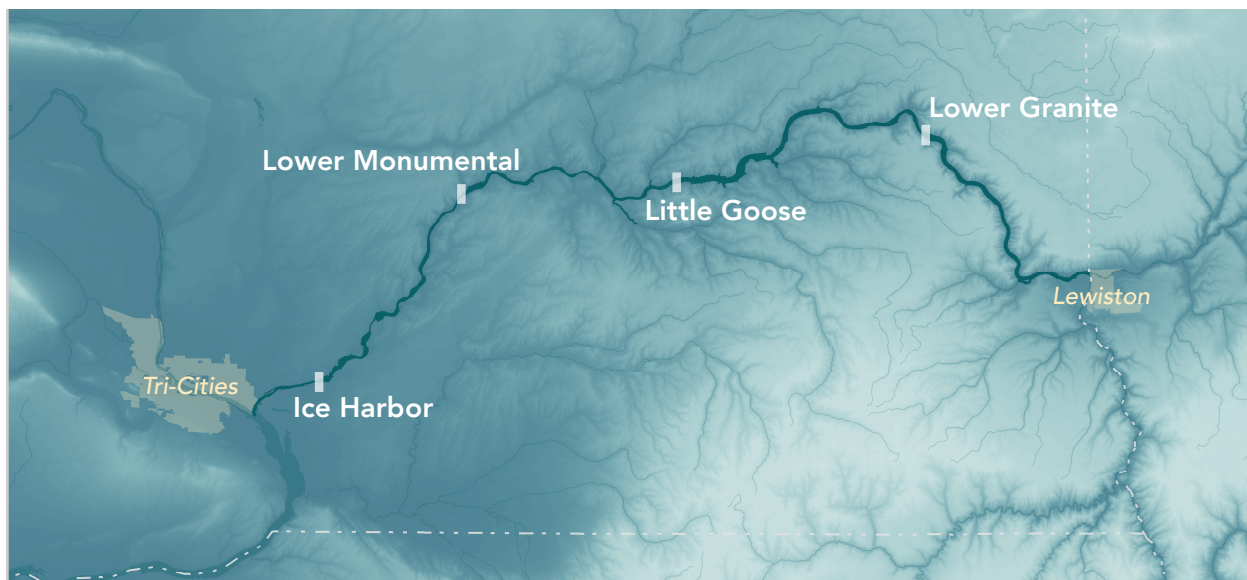 Lower Granite
Lower Monumental
Little Goose
Lewiston
Tri-Cities
Ice Harbor